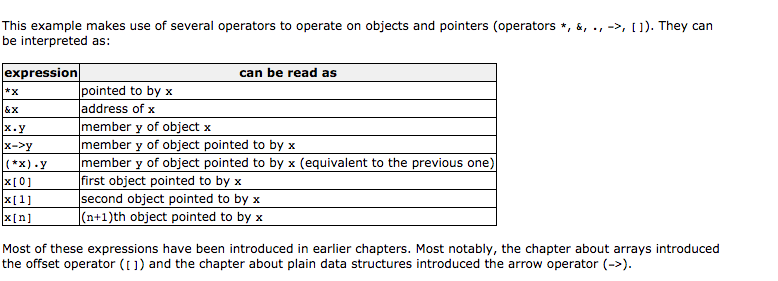 This example makes use of several operators to operate on objects and pointers (operators *, &, ., ->, []). They can
be interpreted as:
expression can be read as
*x pointed to by x
&x address of x
x.y member y of object x
x->y member y of object pointed to by x
(*x).y member y of object pointed to by x (equivalent to the previous one)
x[0] first object pointed to by x
x[1] second object pointed to by x
x[n] (n+1)th object pointed to by x
Most of these expressions have been introduced in earlier chapters. Most notably, the chapter about arrays introduced
the offset operator ([]) and the chapter about plain data structures introduced the arrow operator (->).